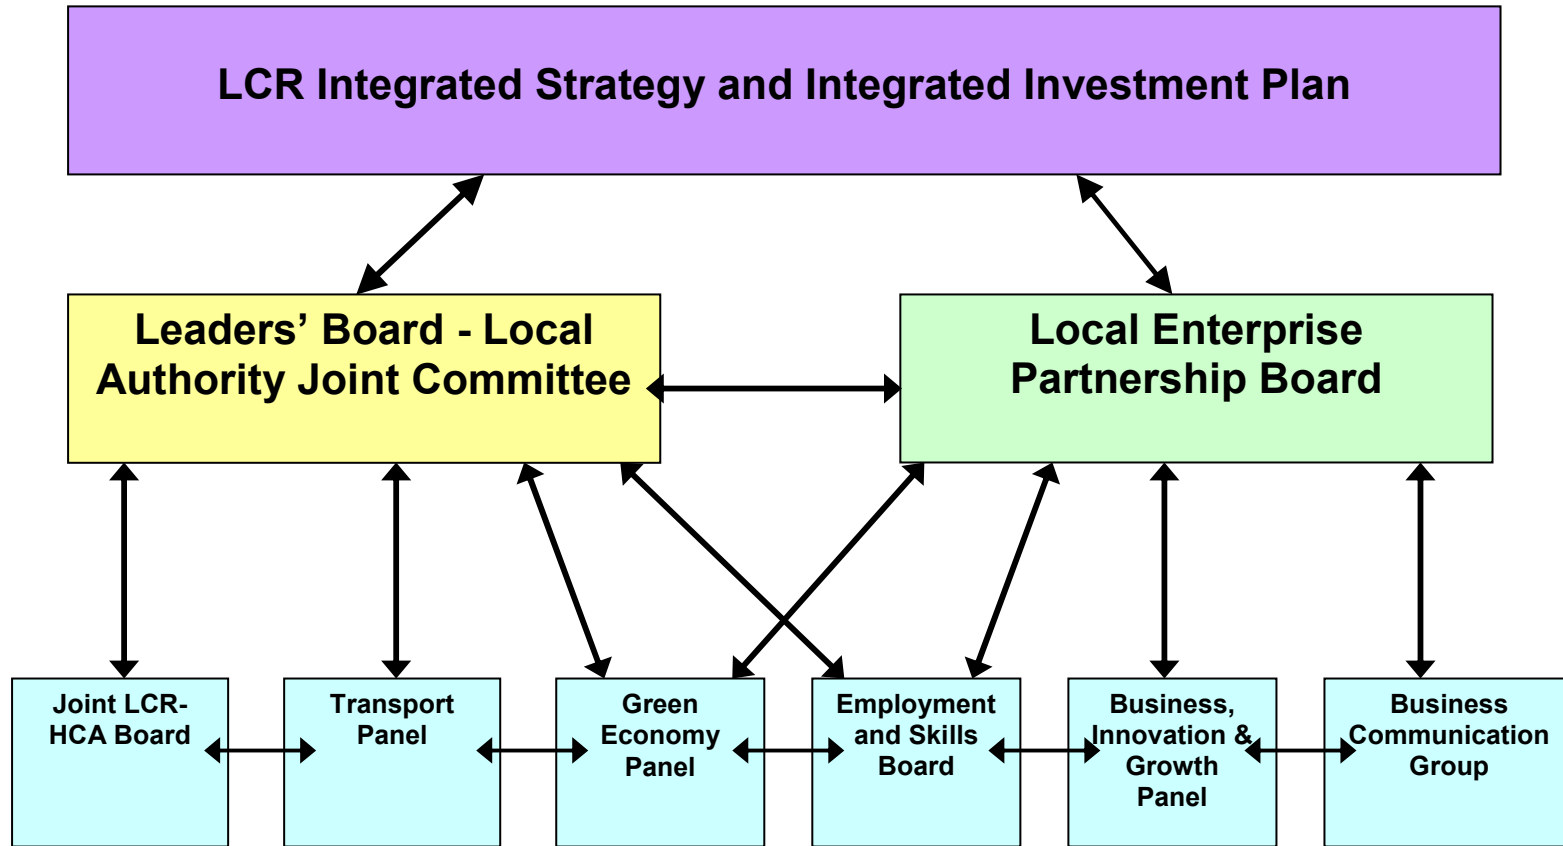 LCR Integrated Strategy and Integrated Investment Plan
Leaders’ Board - Local
Authority Joint Committee
Local Enterprise
Partnership Board
Joint LCR-
HCA Board
Transport
Panel
Green
Economy
Panel
Employment
and Skills
Board
Business,
Innovation &
Growth
Panel
Business
Communication
Group